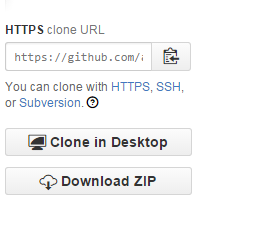 HTTPS clone URL
https://github.com/
You can clone with HTTPS, SSH,
or Subversion. ?
Clone in Desktop
Download ZIP